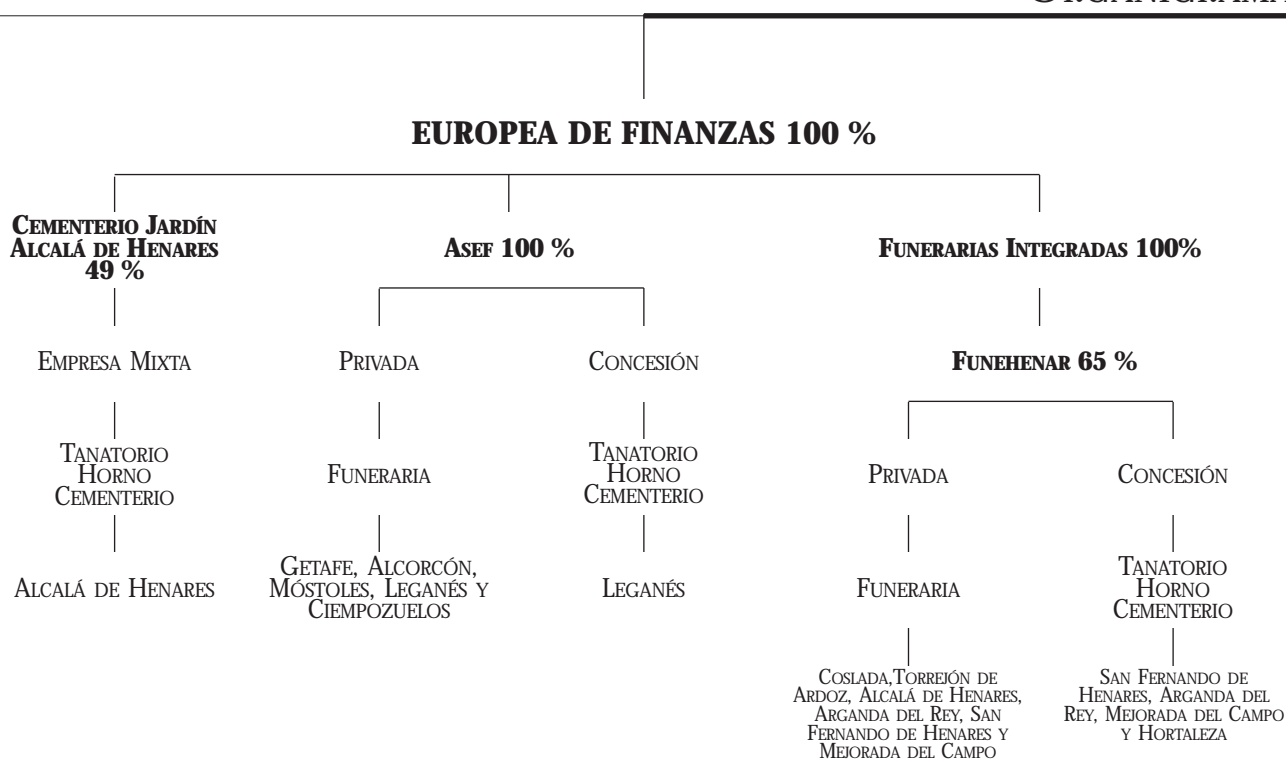 EUROPEA DE FINANZAS 100 %
CEMENTERIO JARDÍN
ALCALÁ DE HENARES
49 %
ASEF 100 %
FUNERARIAS INTEGRADAS 100%
EMPRESA MIXTA
PRIVADA
CONCESIÓN
FUNEHENAR 65 %
TANATORIO
HORNO
CEMENTERIO
FUNERARIA
TANATORIO
HORNO
CEMENTERIO
PRIVADA
CONCESIÓN
ALCALÁ DE HENARES
GETAFE, ALCORCÓN,
MÓSTOLES, LEGANÉS Y
CIEMPOZUELOS
LEGANÉS
FUNERARIA
TANATORIO
HORNO
CEMENTERIO
COSLADA,TORREJÓN DE
ARDOZ, ALCALÁ DE HENARES,
ARGANDA DEL REY, SAN
FERNANDO DE HENARES Y
MEJORADA DEL CAMPO
SAN FERNANDO DE
HENARES, ARGANDA DEL
REY, MEJORADA DEL CAMPO
Y HORTALEZA